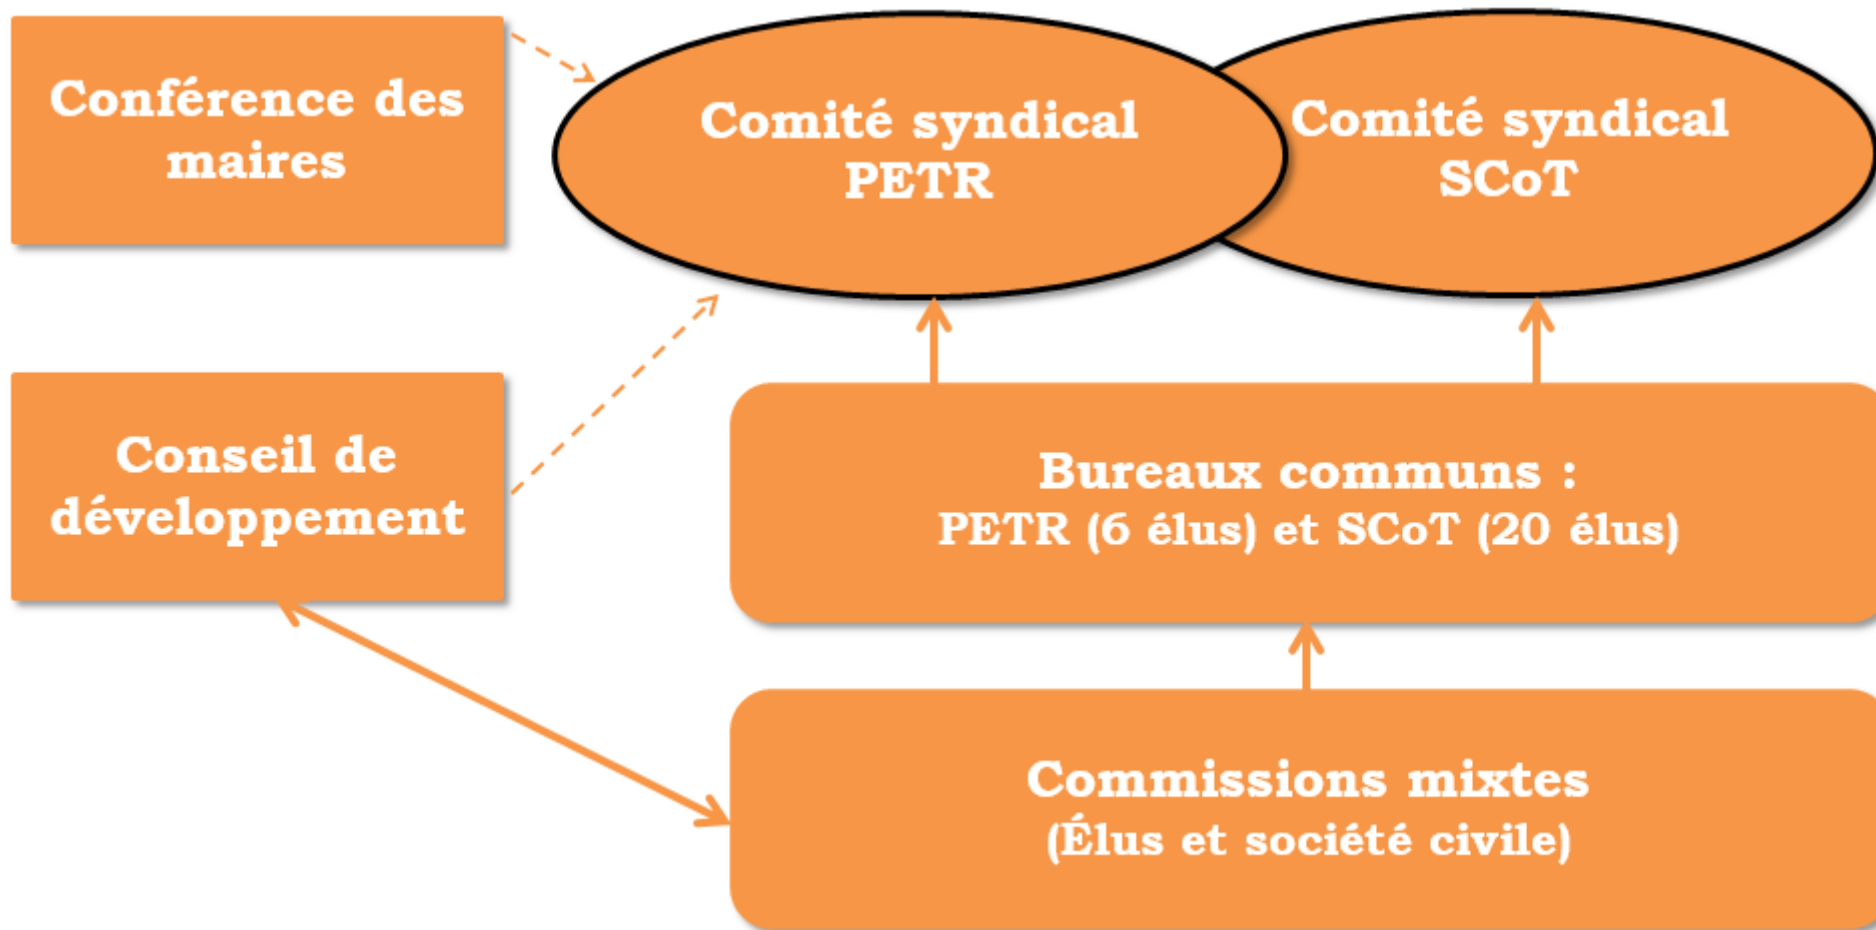 Conférence des
maires
Comité syndical
PETR
Comité syndical
SCoT
Conseil de
développement
Bureaux communs :
PETR (6 élus) et SCoT (20 élus)
Commissions mixtes
(Élus et société civile)